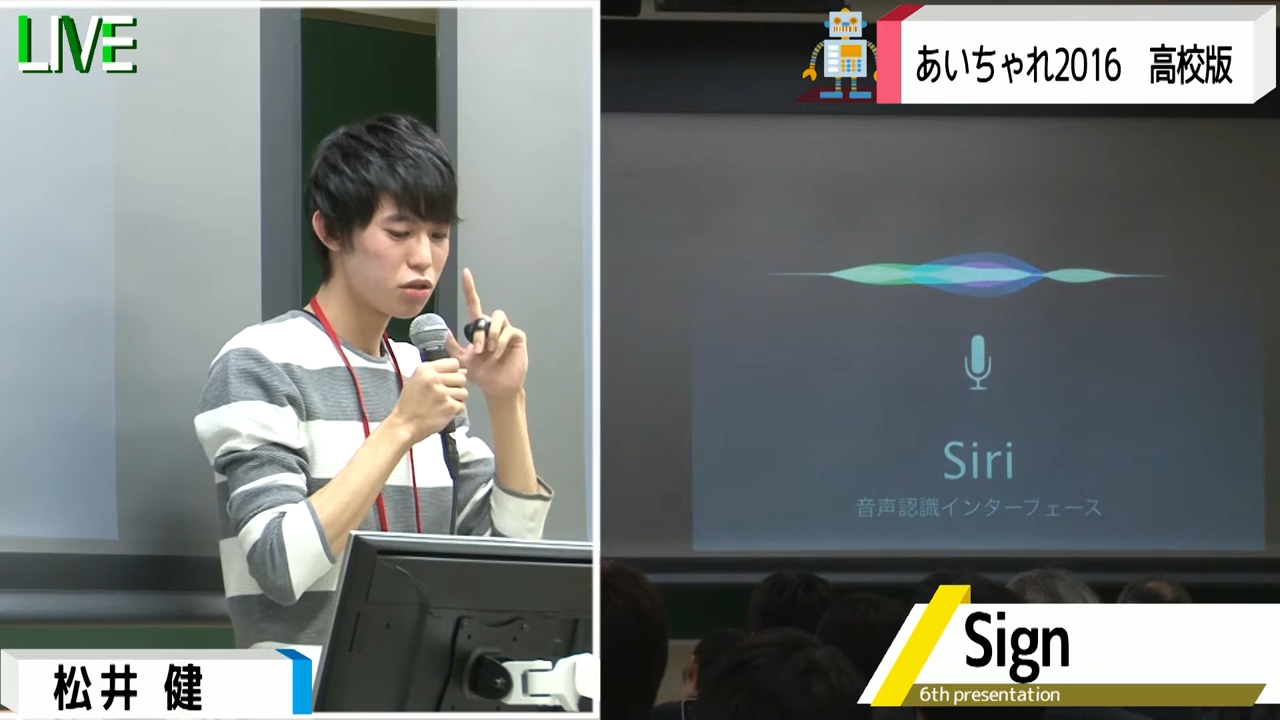 LIVE
あいちゃれ2016 高校版
Siri
音声認識インターフェース
Sign
6th presentation
松井 健